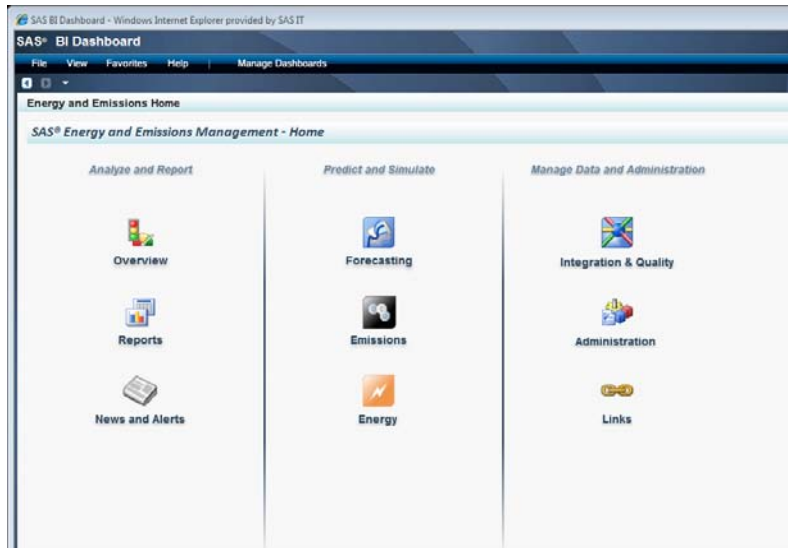 SAS BI Dashboard - Windows Internet Explorer provided by SAS IT
SAS® BI Dashboard
File View Favorites Help | Manage Dashboards
Energy and Emissions Home
SAS® Energy and Emissions Management - Home
Analyze and Report Predict and Simulate Manage Data and Administration
Overview Forecasting Integration & Quality
Reports Emissions Administration
News and Alerts Energy Links